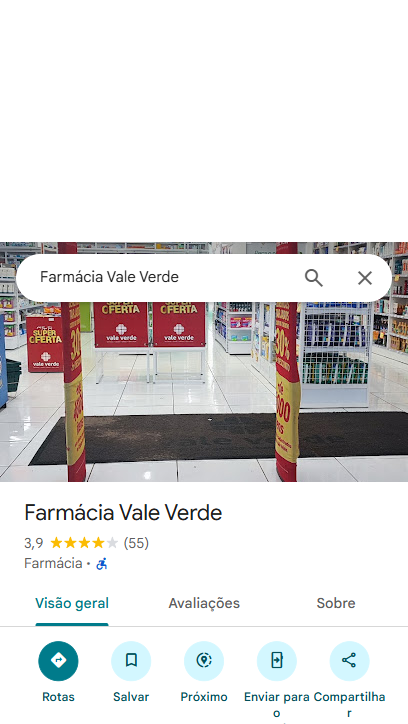 Farmácia Vale Verde
SUPER
OFERTA
SUPER
OFERTA
vale verde
SUPER
OFERTA
vale verde
30%
vale verde
Farmácia Vale Verde
3,9 (55)
Farmácia
Visão geral Avaliações Sobre
Rotas Salvar Próximo Enviar para o Compartilhar